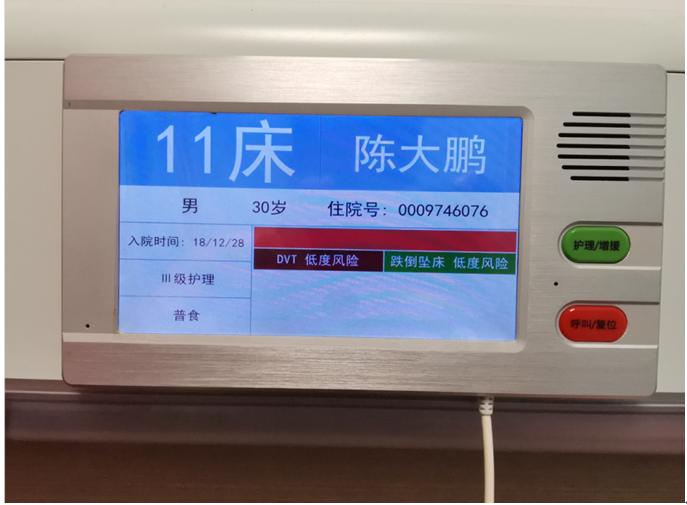 11床 陈大鹏
男 30岁 住院号: 0009746076
入院时间: 18/12/28
DVT 低度风险 跌倒坠床 低度风险
III级护理
普食
护理/增援
呼叫/复位